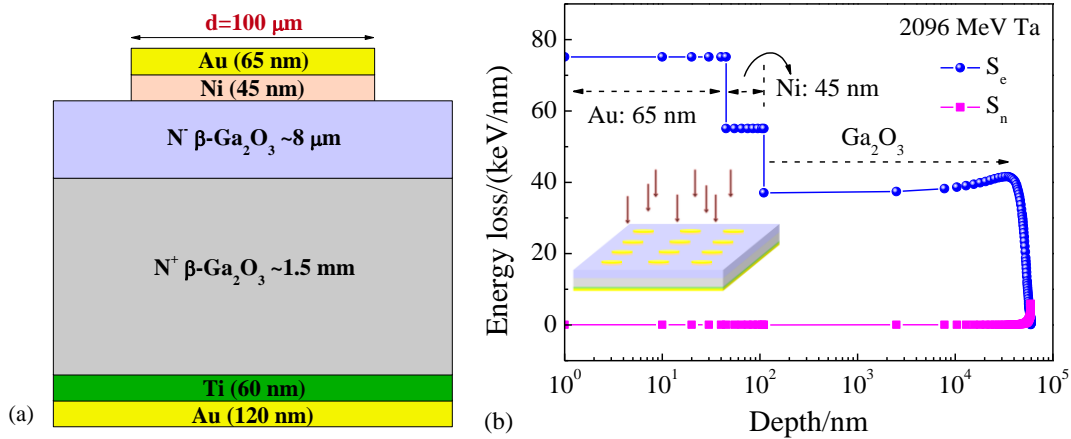 d=100 μm
Au (65 nm)
Ni (45 nm)
N⁻ β-Ga₂O₃ ~8 μm
N⁺ β-Ga₂O₃ ~1.5 mm
Ti (60 nm)
Au (120 nm)
(a)
2096 MeV Ta
Sₑ
Sₙ
Ni: 45 nm
Au: 65 nm
Ga₂O₃
Energy loss/(keV/nm)
80
60
40
20
0
10⁰ 10¹ 10² 10³ 10⁴ 10⁵
Depth/nm
(b)